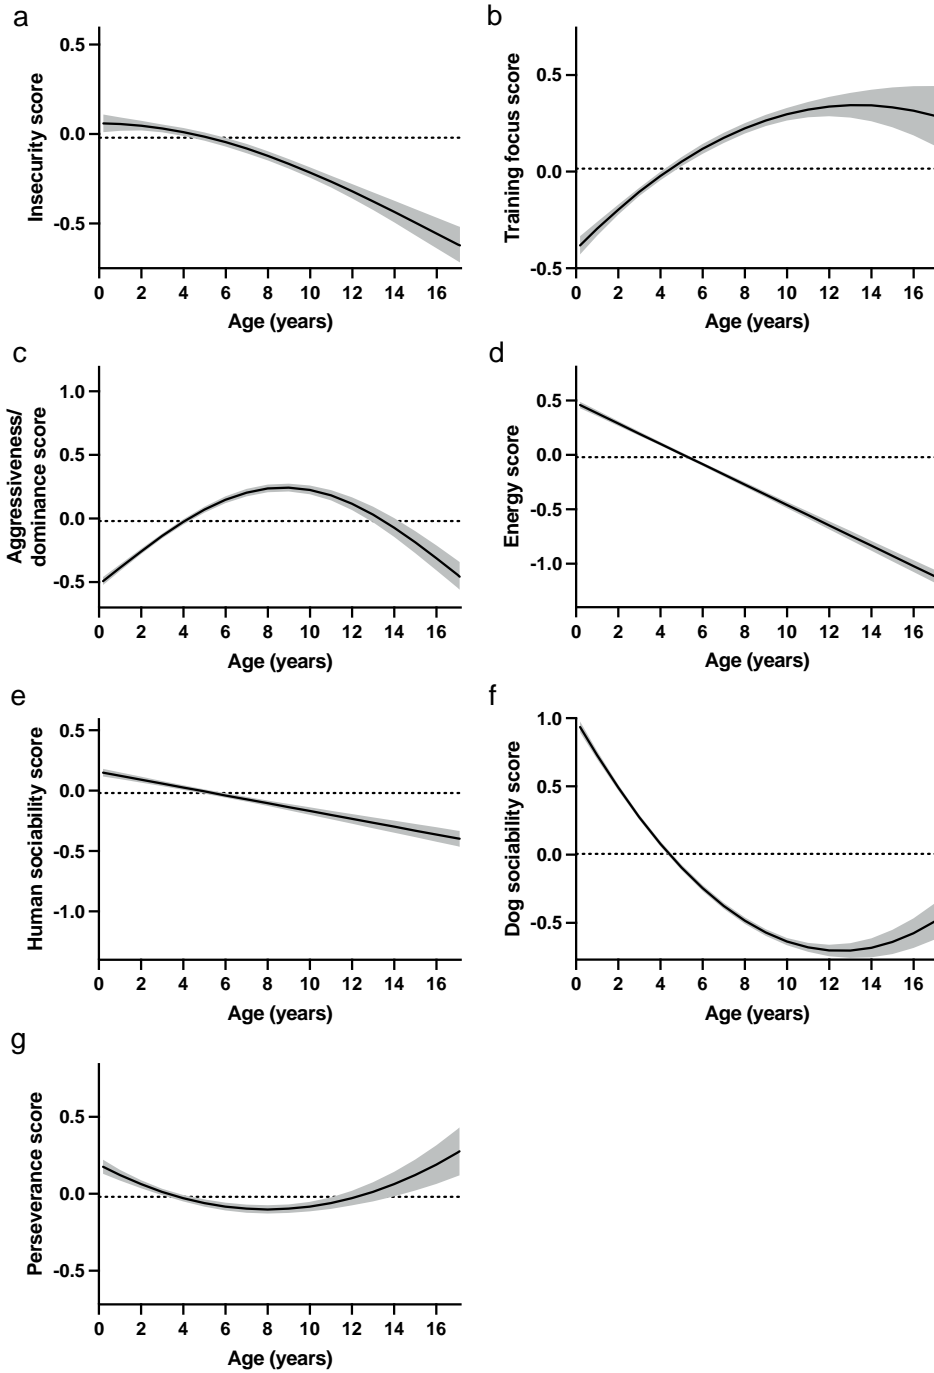 a
0.5
0.0
-0.5
Insecurity score
0 2 4 6 8 10 12 14 16
Age (years)
b
0.5
0.0
-0.5
Training focus score
0 2 4 6 8 10 12 14 16
Age (years)
c
1.0
0.5
0.0
-0.5
Aggressiveness/
dominance score
0 2 4 6 8 10 12 14 16
Age (years)
d
0.5
0.0
-0.5
-1.0
Energy score
0 2 4 6 8 10 12 14 16
Age (years)
e
0.5
0.0
-0.5
-1.0
Human sociability score
0 2 4 6 8 10 12 14 16
Age (years)
f
1.0
0.5
0.0
-0.5
Dog sociability score
0 2 4 6 8 10 12 14 16
Age (years)
g
0.5
0.0
-0.5
Perseverance score
0 2 4 6 8 10 12 14 16
Age (years)